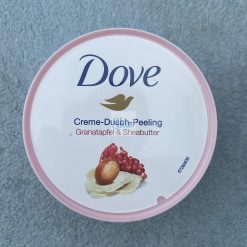 Dove
Creme-Dusch-Peeling
Granatapfel & Sheabutter